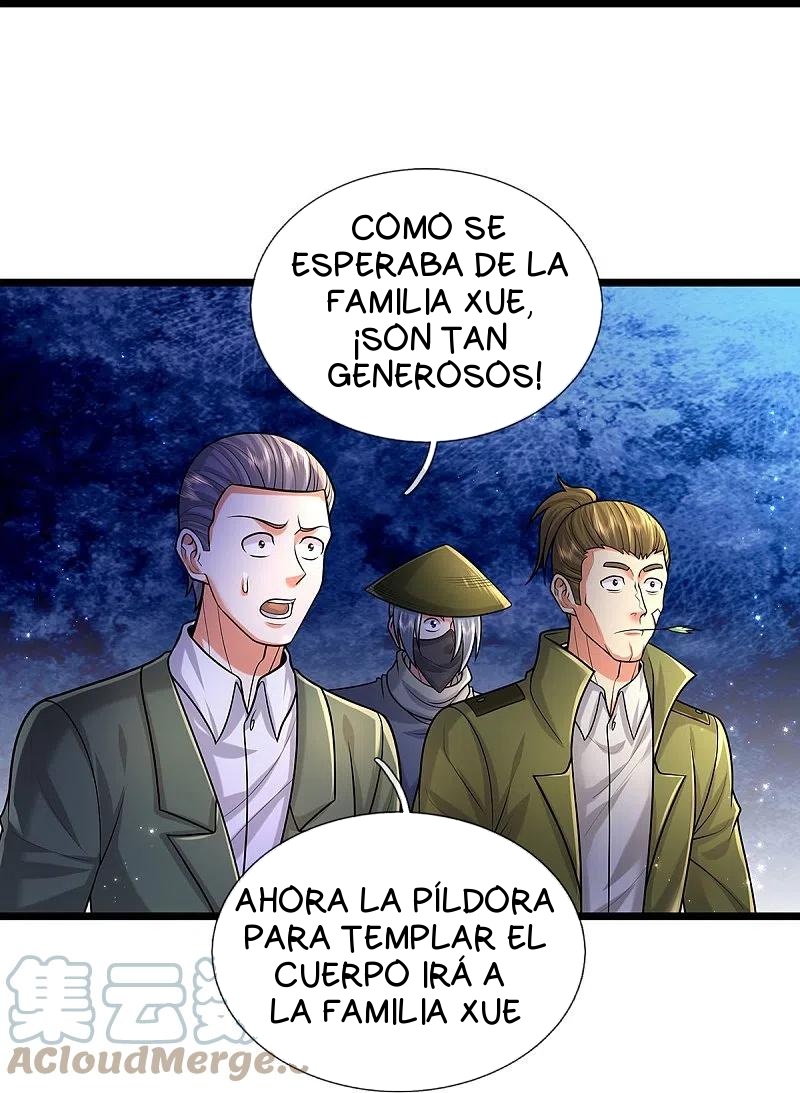 COMO SE
ESPERABA DE LA
FAMILIA XUE,
¡SON TAN
GENEROSOS!
AHORA LA PÍLDORA
PARA TEMPLAR EL
CUERPO IRÁ A
LA FAMILIA XUE
集云数
ACloudMerge.